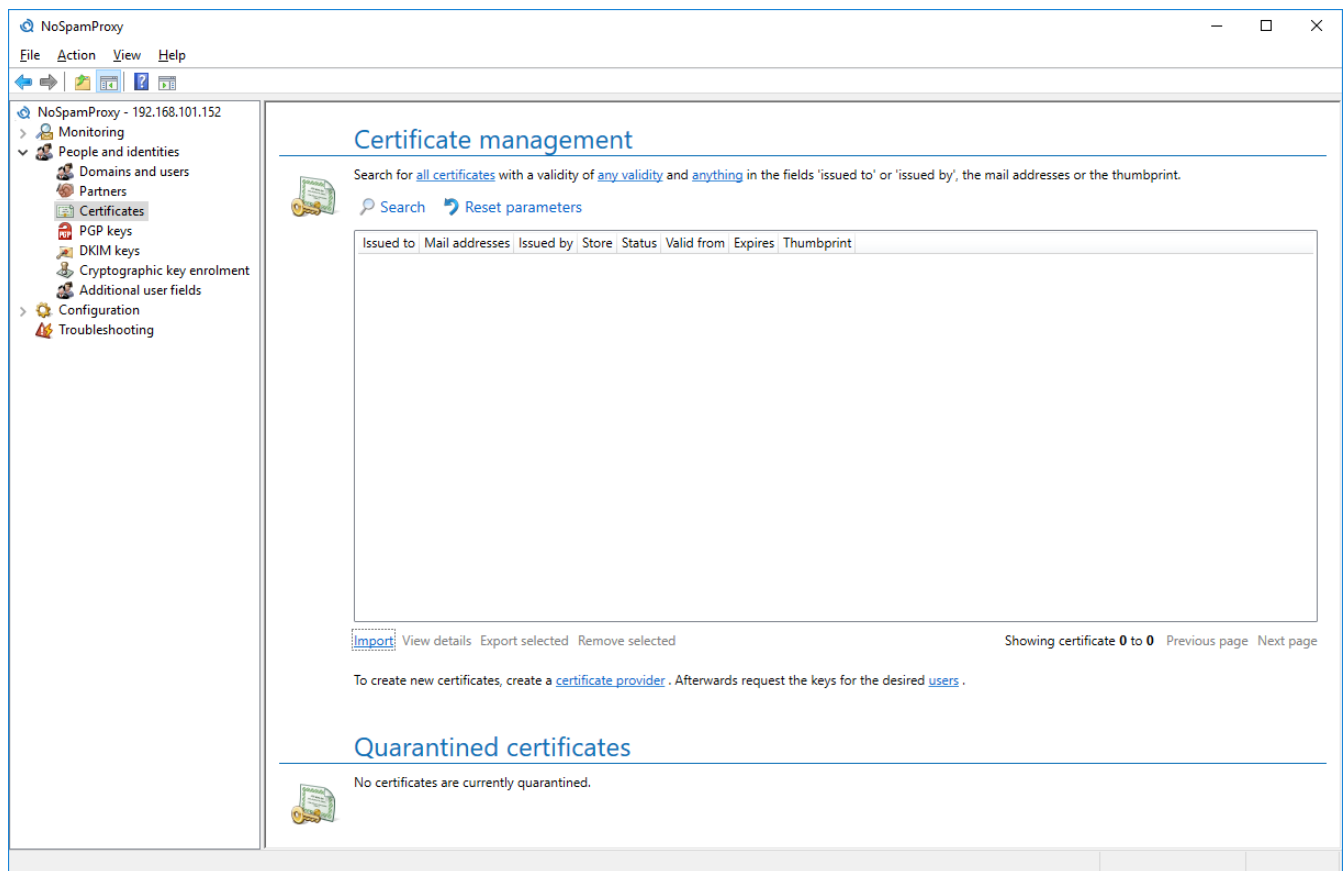 NoSpamProxy
File Action View Help
NoSpamProxy - 192.168.101.152
Monitoring
People and identities
Domains and users
Partners
Certificates
PGP keys
DKIM keys
Cryptographic key enrolment
Additional user fields
Configuration
Troubleshooting
Certificate management
Search for all certificates with a validity of any validity and anything in the fields 'issued to' or 'issued by', the mail addresses or the thumbprint.
Search Reset parameters
Issued to Mail addresses Issued by Store Status Valid from Expires Thumbprint
Import View details Export selected Remove selected Showing certificate 0 to 0 Previous page Next page
To create new certificates, create a certificate provider . Afterwards request the keys for the desired users .
Quarantined certificates
No certificates are currently quarantined.